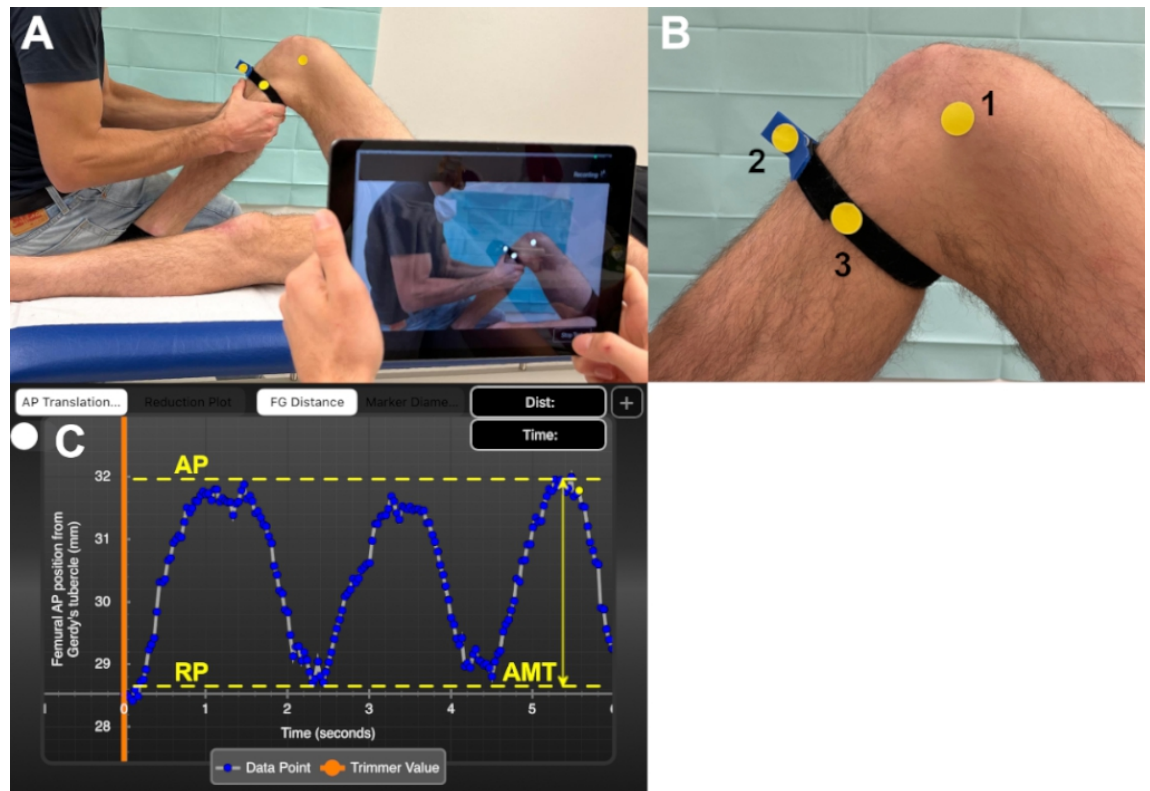 A
Recording
B
1
2
3
AP Translation... Reduction Plot FG Distance Marker Diame... Dist: +
Time:
C
AP
RP
AMT
Femural AP position from
Gerdy's tubercle (mm)
32
31
30
29
28
0 1 2 3 4 5
Time (seconds)
Data Point Trimmer Value